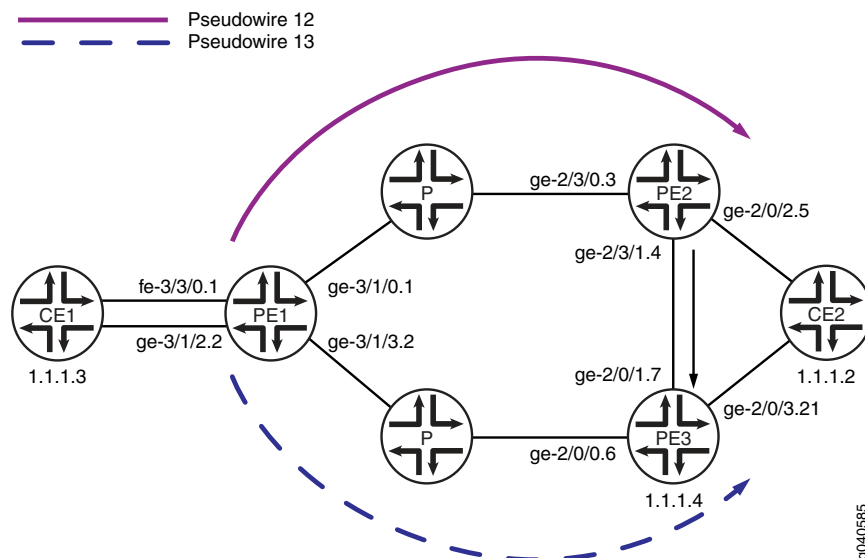 Pseudowire 12
Pseudowire 13
P
ge-2/3/0.3
PE2
ge-2/0/2.5
ge-2/3/1.4
fe-3/3/0.1
ge-3/1/0.1
CE1
PE1
CE2
ge-3/1/2.2
ge-3/1/3.2
1.1.1.3
1.1.1.2
ge-2/0/1.7
ge-2/0/3.21
P
ge-2/0/0.6
PE3
1.1.1.4
g040585